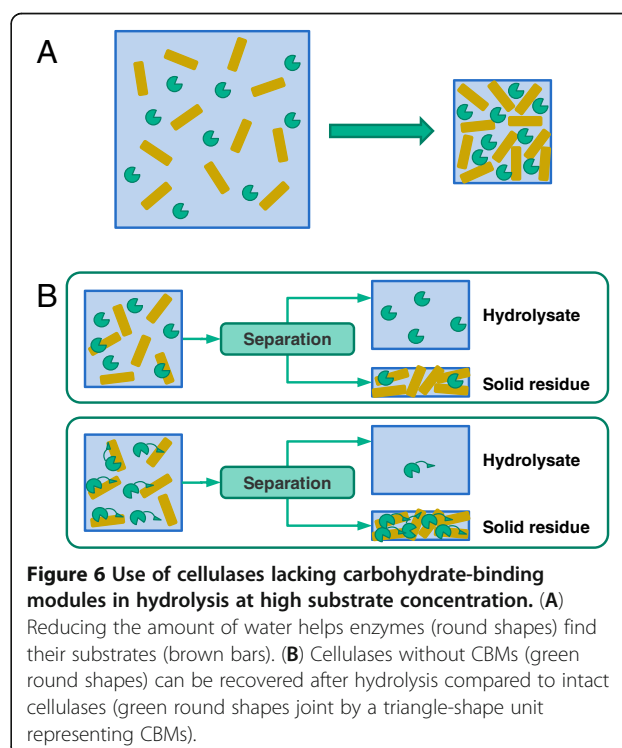 A
B
Separation
Hydrolysate
Solid residue
Separation
Hydrolysate
Solid residue
Figure 6 Use of cellulases lacking carbohydrate-binding
modules in hydrolysis at high substrate concentration. (A)
Reducing the amount of water helps enzymes (round shapes) find
their substrates (brown bars). (B) Cellulases without CBMs (green
round shapes) can be recovered after hydrolysis compared to intact
cellulases (green round shapes joint by a triangle-shape unit
representing CBMs).